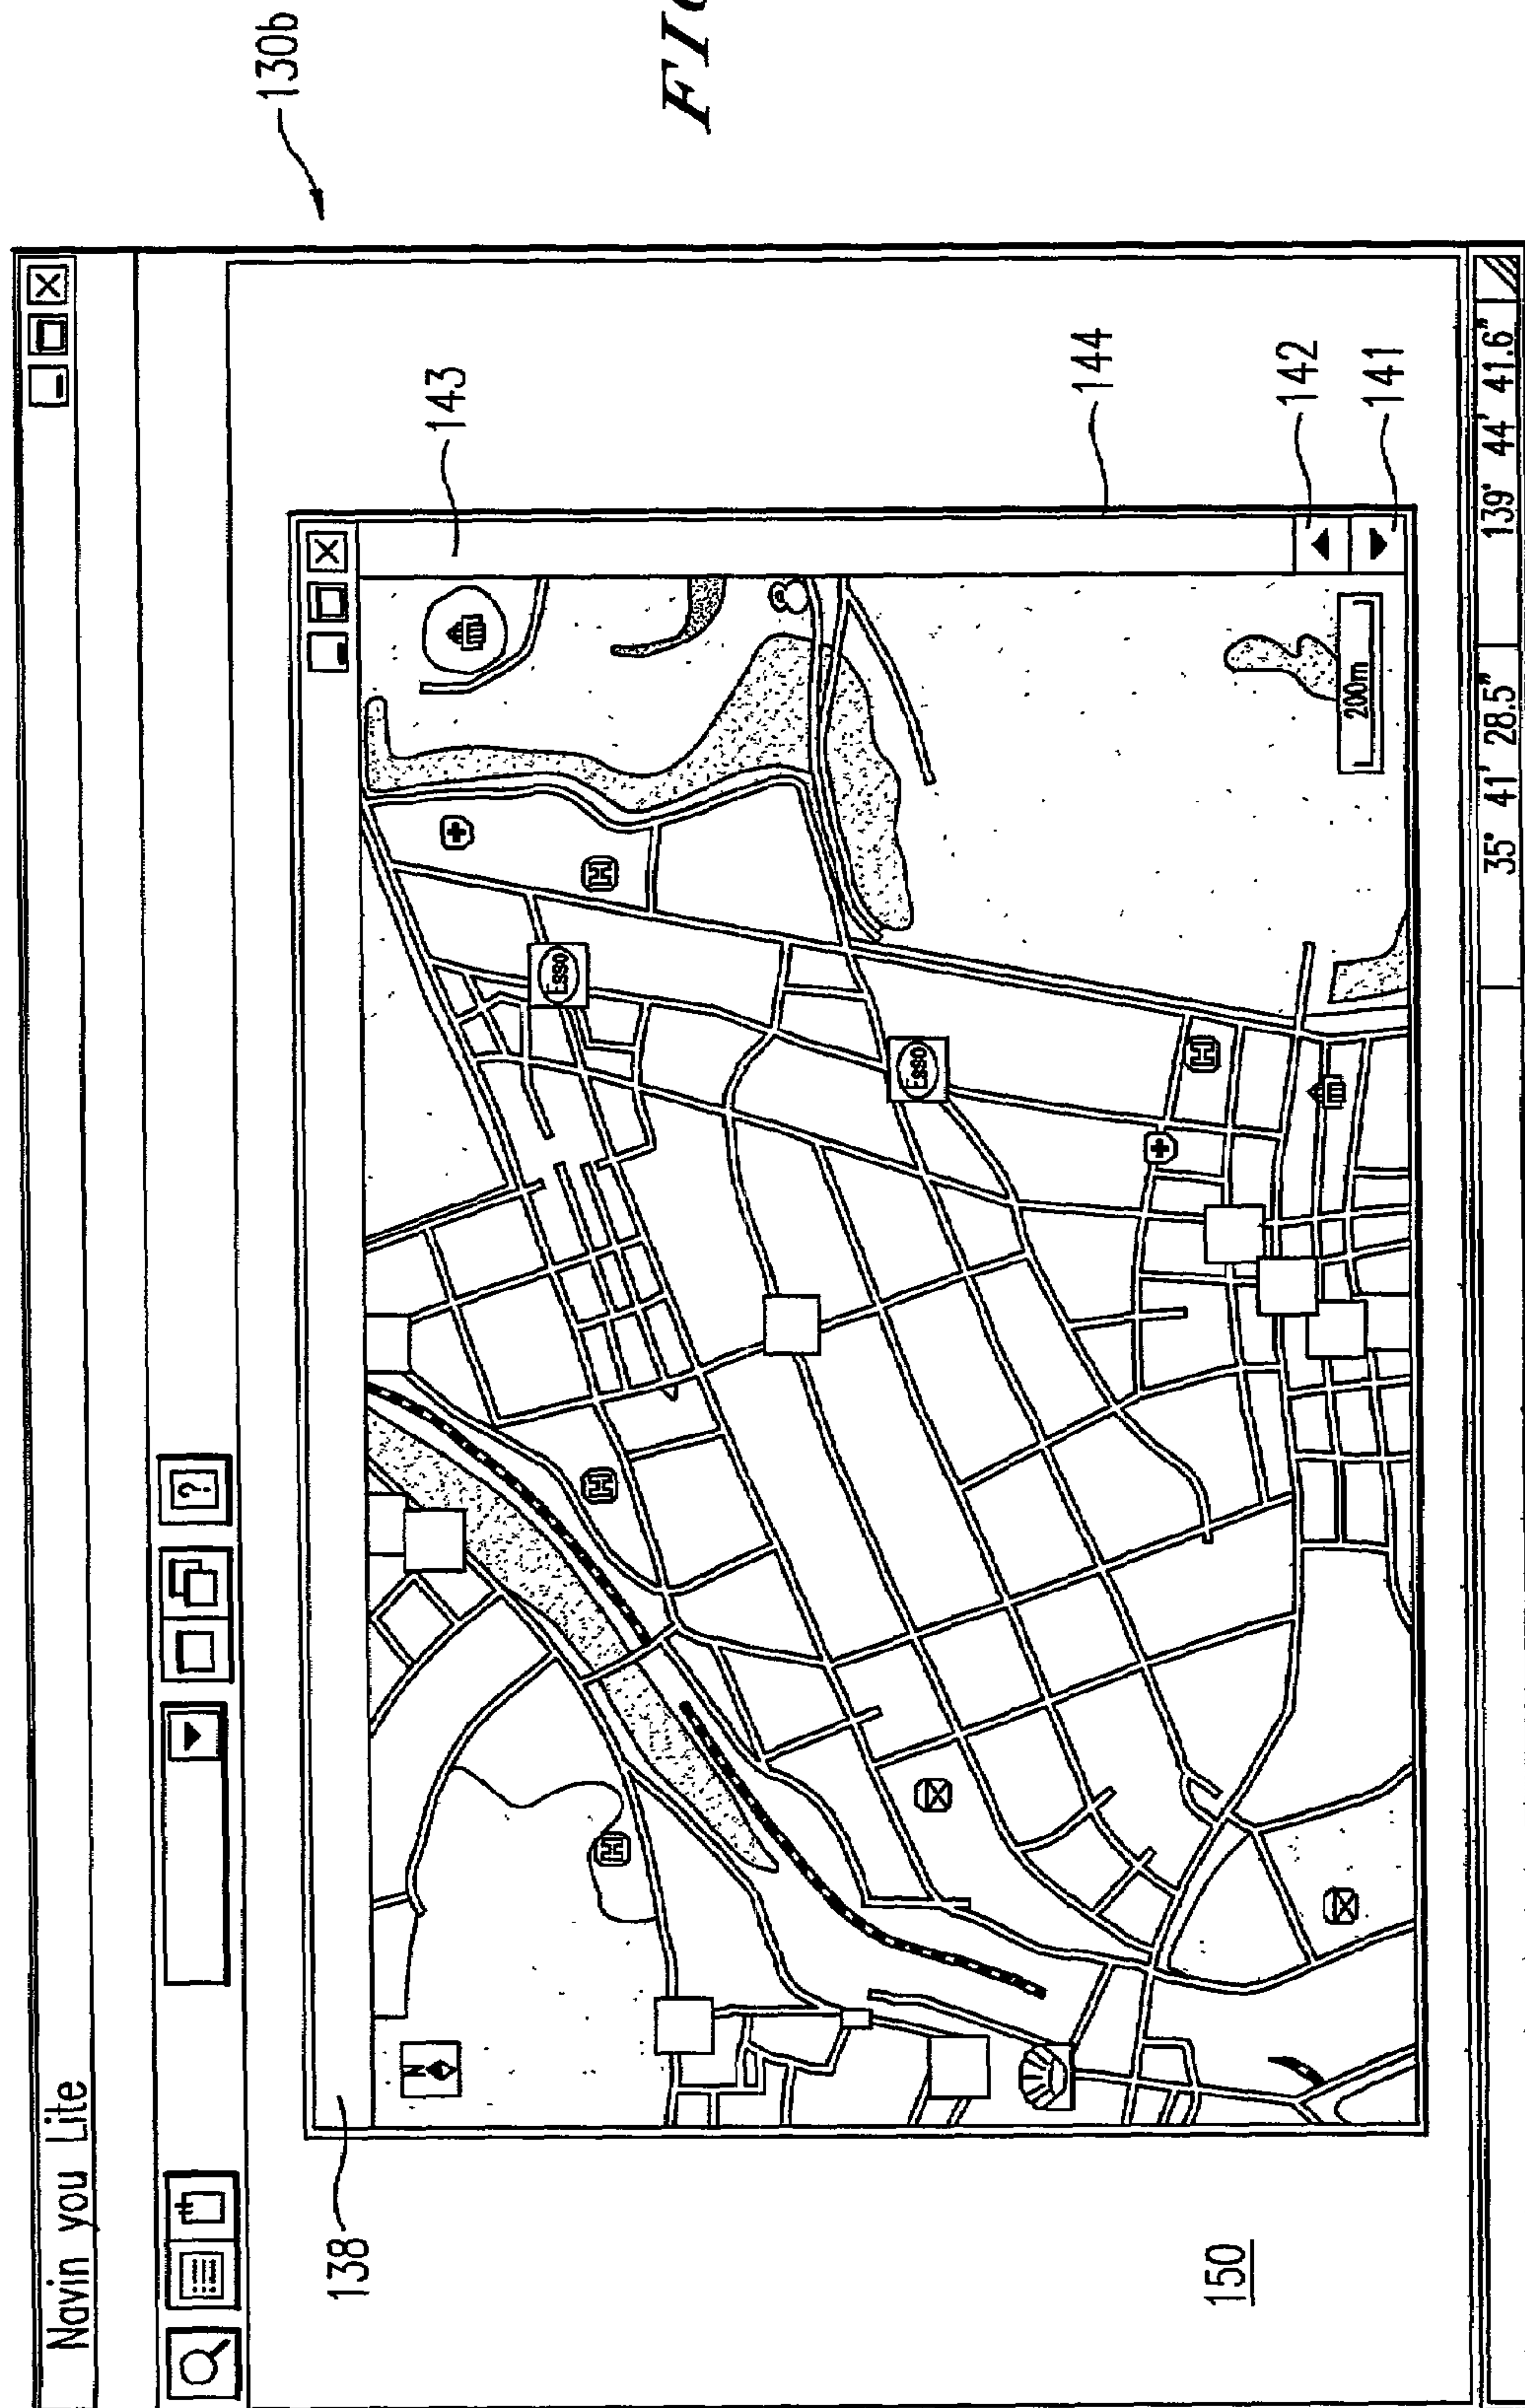 Navin you Lite
138
N
Esso
Esso
200m
143
144
142
141
150
35° 41' 28.5"
139° 44' 41.6"
130b
FIG
?
H
H
H
H